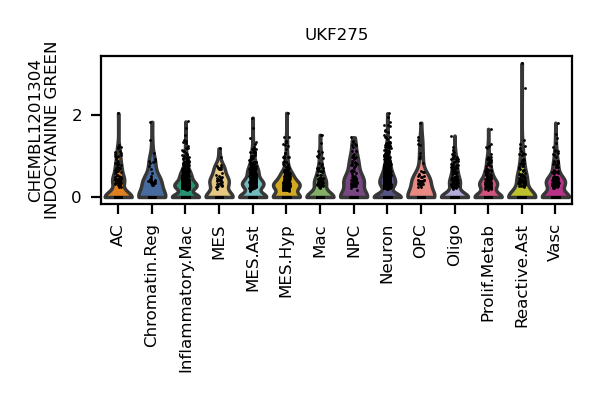 UKF275
CHEMBL1201304
INDOCYANINE GREEN
2
0
AC
Chromatin.Reg
Inflammatory.Mac
MES
MES.Ast
MES.Hyp
Mac
NPC
Neuron
OPC
Oligo
Prolif.Metab
Reactive.Ast
Vasc